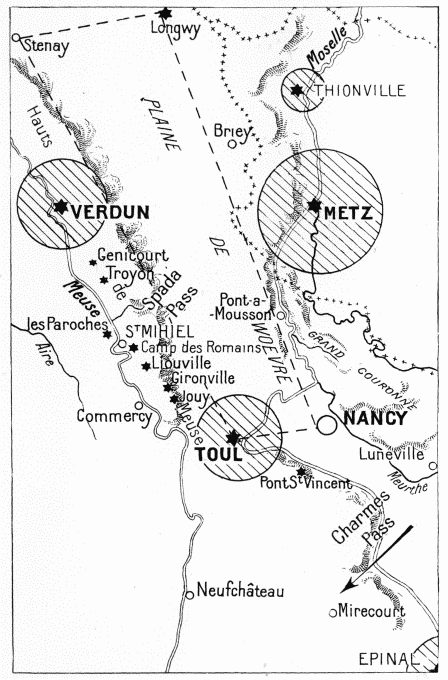 Longwy
Stenay
Moselle
THIONVILLE
Hauts
PLAINE
Briey
VERDUN
METZ
DE
Genicourt
Troyon
de
Spada
Pass
Meuse
Pont-a-
-Mousson
les Paroches
St MIHIEL
WOEVRE
GRAND
Camp des Romains
Aire
Liouville
COURONNE
Gironville
Jouy
Commercy
Meuse
NANCY
TOUL
Luneville
Pont St Vincent
Meurthe
Charmes
Pass
Neufchâteau
Mirecourt
EPINAL